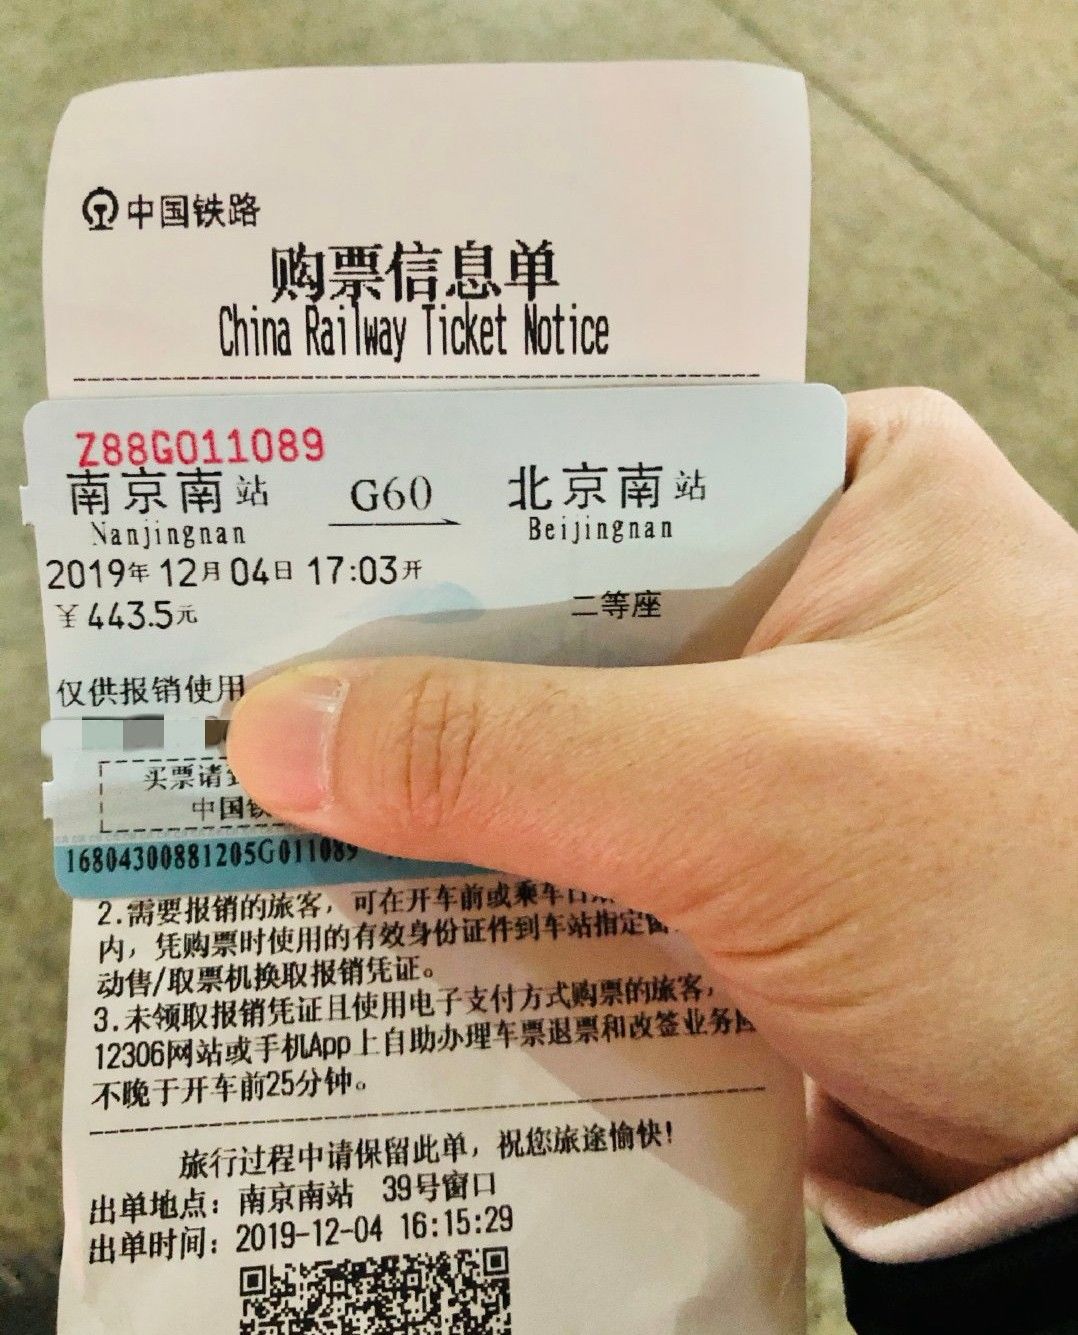 中国铁路
购票信息单
China Railway Ticket Notice
Z88G011089
南京南站 G60 北京南站
Nanjingnan Beijingnan
2019年12月04日 17:03开
¥443.5元 二等座
仅供报销使用
买票请
中国铁
16804300881205G011089
2.需要报销的旅客，可在开车前或乘车日
内，凭购票时使用的有效身份证件到车站指定
动售/取票机换取报销凭证。
3.未领取报销凭证且使用电子支付方式购票的旅客，
12306网站或手机App上自助办理车票退票和改签业务
不晚于开车前25分钟。
旅行过程中请保留此单，祝您旅途愉快！
出单地点：南京南站 39号窗口
出单时间：2019-12-04 16:15:29